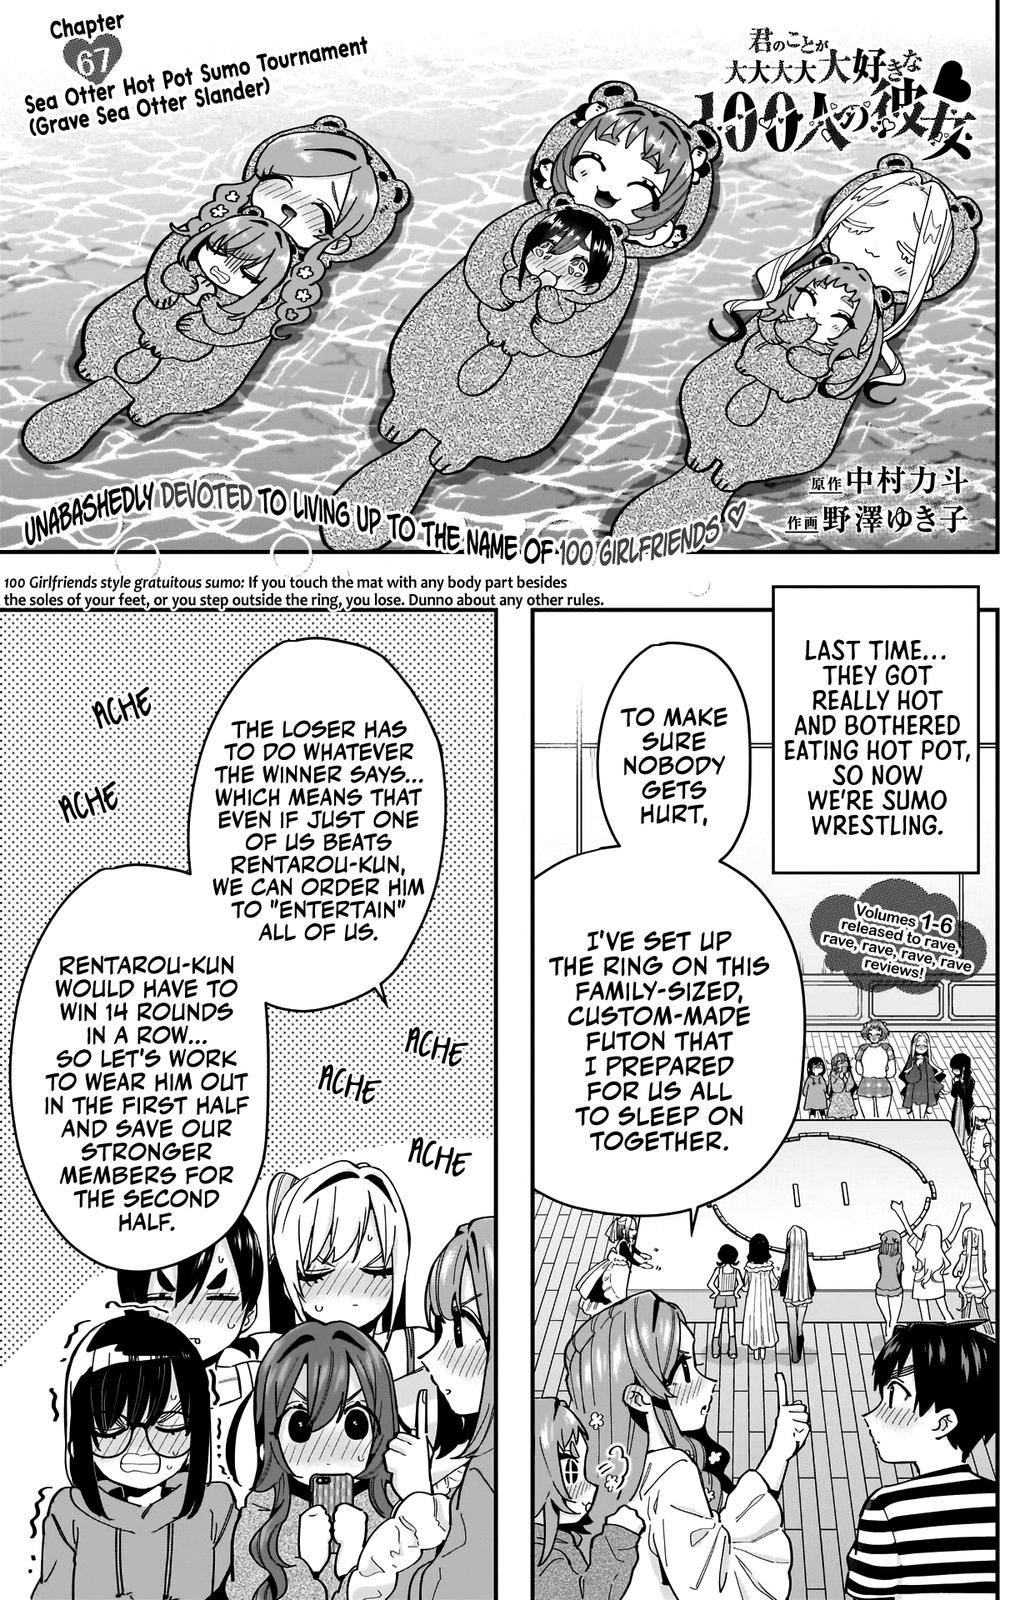 Chapter
67
Sea Otter Hot Pot Sumo Tournament
(Grave Sea Otter Slander)
君のことが
大大大大大好きな
100人の彼女
原作 中村力斗
作画 野澤ゆき子
UNABASHEDLY DEVOTED TO LIVING UP TO THE NAME OF 100 GIRLFRIENDS♡
100 Girlfriends style gratuitous sumo: If you touch the mat with any body part besides
the soles of your feet, or you step outside the ring, you lose. Dunno about any other rules.
LAST TIME...
THEY GOT
REALLY HOT
AND BOTHERED
EATING HOT POT,
SO NOW
WE'RE SUMO
WRESTLING.
TO MAKE
SURE
NOBODY
GETS
HURT,
Volumes 1-6
released to rave,
rave, rave, rave, rave
reviews!
I'VE SET UP
THE RING ON THIS
FAMILY-SIZED,
CUSTOM-MADE
FUTON THAT
I PREPARED
FOR US ALL
TO SLEEP ON
TOGETHER.
ACHE
ACHE
THE LOSER HAS
TO DO WHATEVER
THE WINNER SAYS...
WHICH MEANS THAT
EVEN IF JUST ONE
OF US BEATS
RENTAROU-KUN,
WE CAN ORDER HIM
TO "ENTERTAIN"
ALL OF US.
RENTAROU-KUN
WOULD HAVE TO
WIN 14 ROUNDS
IN A ROW...
SO LET'S WORK
TO WEAR HIM OUT
IN THE FIRST HALF
AND SAVE OUR
STRONGER
MEMBERS FOR
THE SECOND
HALF.
ACHE
ACHE
ACHE